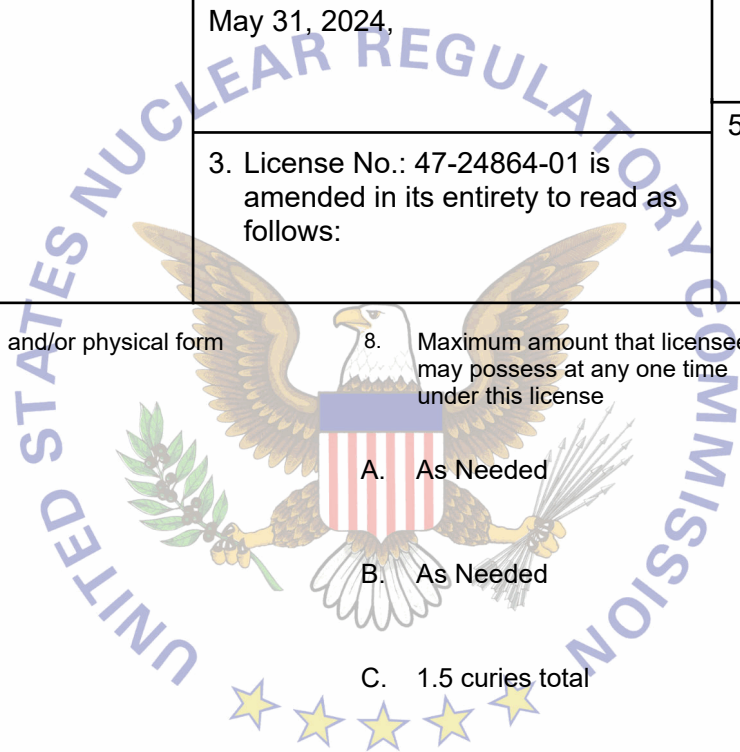 May 31, 2024,
5
3. License No.: 47-24864-01 is
amended in its entirety to read as
follows:
and/or physical form
8. Maximum amount that licensee
may possess at any one time
under this license
A. As Needed
B. As Needed
C. 1.5 curies total
UNITED STATES NUCLEAR REGULATORY COMMISSION